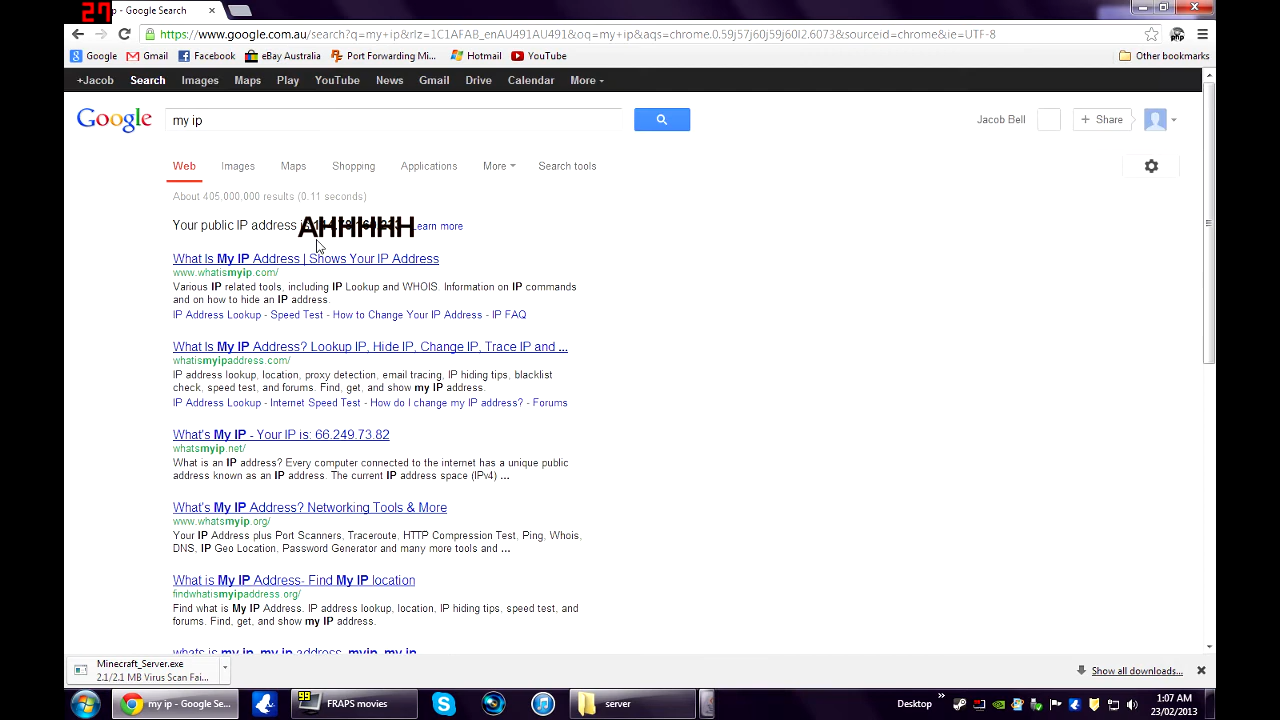 27
ip - Google Search
https://www.google.com.au/search?q=my+ip&rlz=1C1AFAB_enAU491AU491&oq=my+ip&aqs=chrome.0.59j57j60j59j60l2.6073&sourceid=chrome&ie=UTF-8
Google Gmail Facebook eBay Australia Port Forwarding Mi... Hotmail YouTube Other bookmarks
+Jacob Search Images Maps Play YouTube News Gmail Drive Calendar More
Google my ip Jacob Bell + Share
Web Images Maps Shopping Applications More Search tools
About 405,000,000 results (0.11 seconds)
Your public IP address AHHHHH Learn more
What Is My IP Address | Shows Your IP Address
www.whatismyip.com/
Various IP related tools, including IP Lookup and WHOIS. Information on IP commands
and on how to hide an IP address.
IP Address Lookup - Speed Test - How to Change Your IP Address - IP FAQ
What Is My IP Address? Lookup IP, Hide IP, Change IP, Trace IP and ...
whatismyipaddress.com/
IP address lookup, location, proxy detection, email tracing, IP hiding tips, blacklist
check, speed test, and forums. Find, get, and show my IP address.
IP Address Lookup - Internet Speed Test - How do I change my IP address? - Forums
What's My IP - Your IP is: 66.249.73.82
whatsmyip.net/
What is an IP address? Every computer connected to the internet has a unique public
address known as an IP address. The current IP address space (IPv4) ...
What's My IP Address? Networking Tools & More
www.whatsmyip.org/
Your IP Address plus Port Scanners, Traceroute, HTTP Compression Test, Ping, Whois,
DNS, IP Geo Location, Password Generator and many more tools and ...
What is My IP Address- Find My IP location
findwhatismyipaddress.org/
Find what is My IP Address. IP address lookup, location, IP hiding tips, speed test, and
forums. Find, get, and show my IP address.
whats is my ip, my ip address, myip, my ip
Minecraft_Server.exe
2.1/2.1 MB Virus Scan Fai...
Show all downloads...
my ip - Google Se... 99 FRAPS movies server Desktop 1:07 AM
23/02/2013